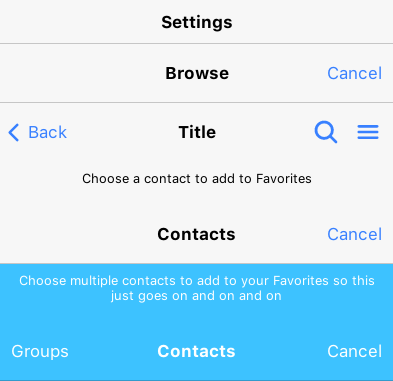 Settings
Browse Cancel
Back Title
Choose a contact to add to Favorites
Contacts Cancel
Choose multiple contacts to add to your Favorites so this
just goes on and on and on
Groups Contacts Cancel